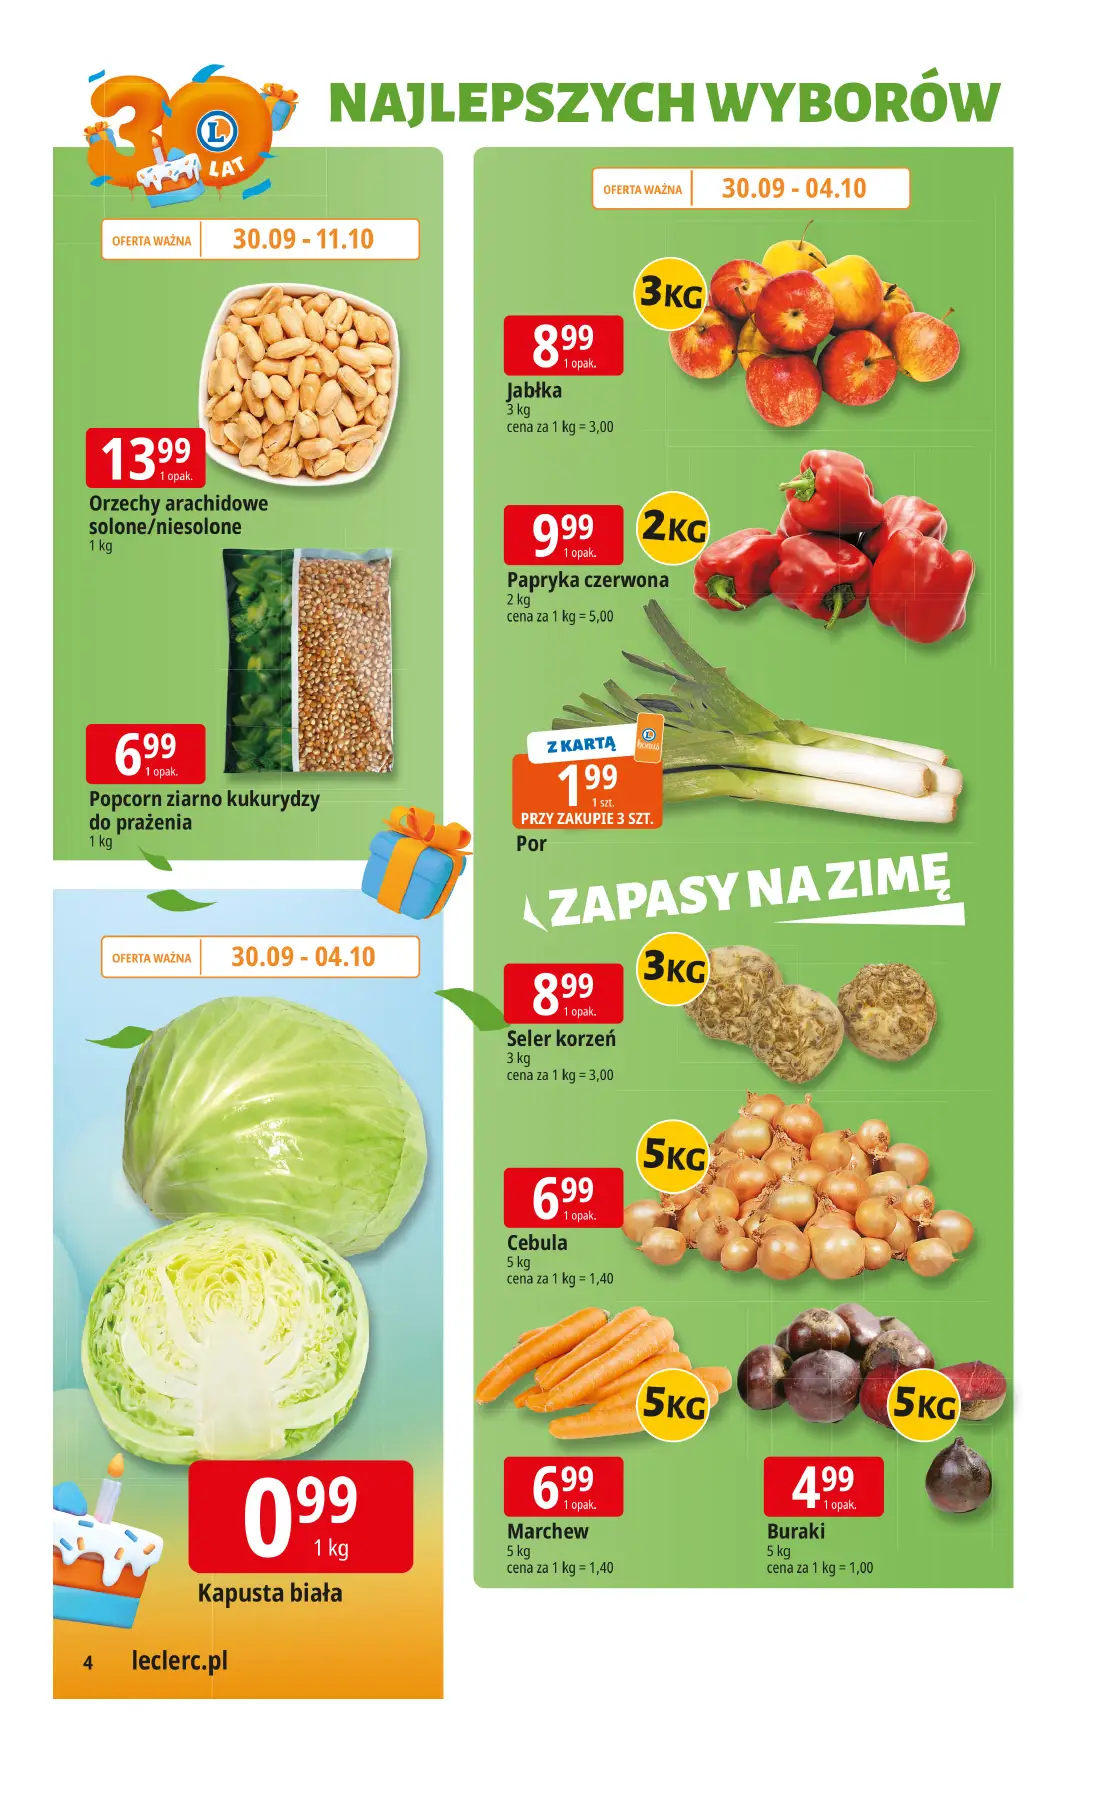 30 LAT
NAJLEPSZYCH WYBORÓW
OFERTA WAŻNA 30.09 - 11.10
13 99
1 opak.
Orzechy arachidowe
solone/niesolone
1 kg
6 99
1 opak.
Popcorn ziarno kukurydzy
do prażenia
1 kg
OFERTA WAŻNA 30.09 - 04.10
0 99
1 kg
Kapusta biała
4 leclerc.pl
OFERTA WAŻNA 30.09 - 04.10
3KG
8 99
1 opak.
Jabłka
3 kg
cena za 1 kg = 3,00
2KG
9 99
1 opak.
Papryka czerwona
2 kg
cena za 1 kg = 5,00
Z KARTĄ
bonus
1 99
1 szt.
PRZY ZAKUPIE 3 SZT.
Por
ZAPASY NA ZIMĘ
3KG
8 99
1 opak.
Seler korzeń
3 kg
cena za 1 kg = 3,00
5KG
6 99
1 opak.
Cebula
5 kg
cena za 1 kg = 1,40
5KG
6 99
1 opak.
Marchew
5 kg
cena za 1 kg = 1,40
5KG
4 99
1 opak.
Buraki
5 kg
cena za 1 kg = 1,00